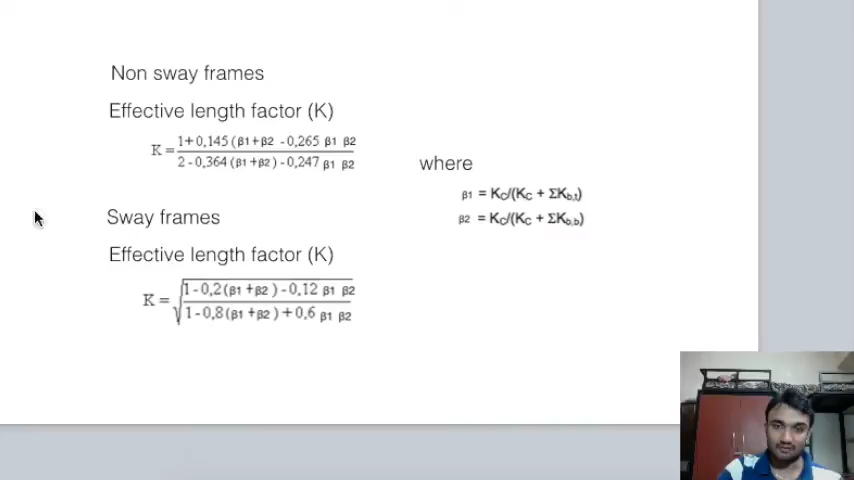 Non sway frames
Effective length factor (K)
K = 1+0,145 (β1+β2 -0,265 β1 β2
2-0,364 (β1+β2) -0,247 β1 β2
where
β1 = KC/(KC + ΣKb,t)
β2 = KC/(KC + ΣKb,b)
Sway frames
Effective length factor (K)
K = √1-0,2(β1+β2) -0,12 β1 β2
1-0,8 (β1+β2) +0,6 β1 β2